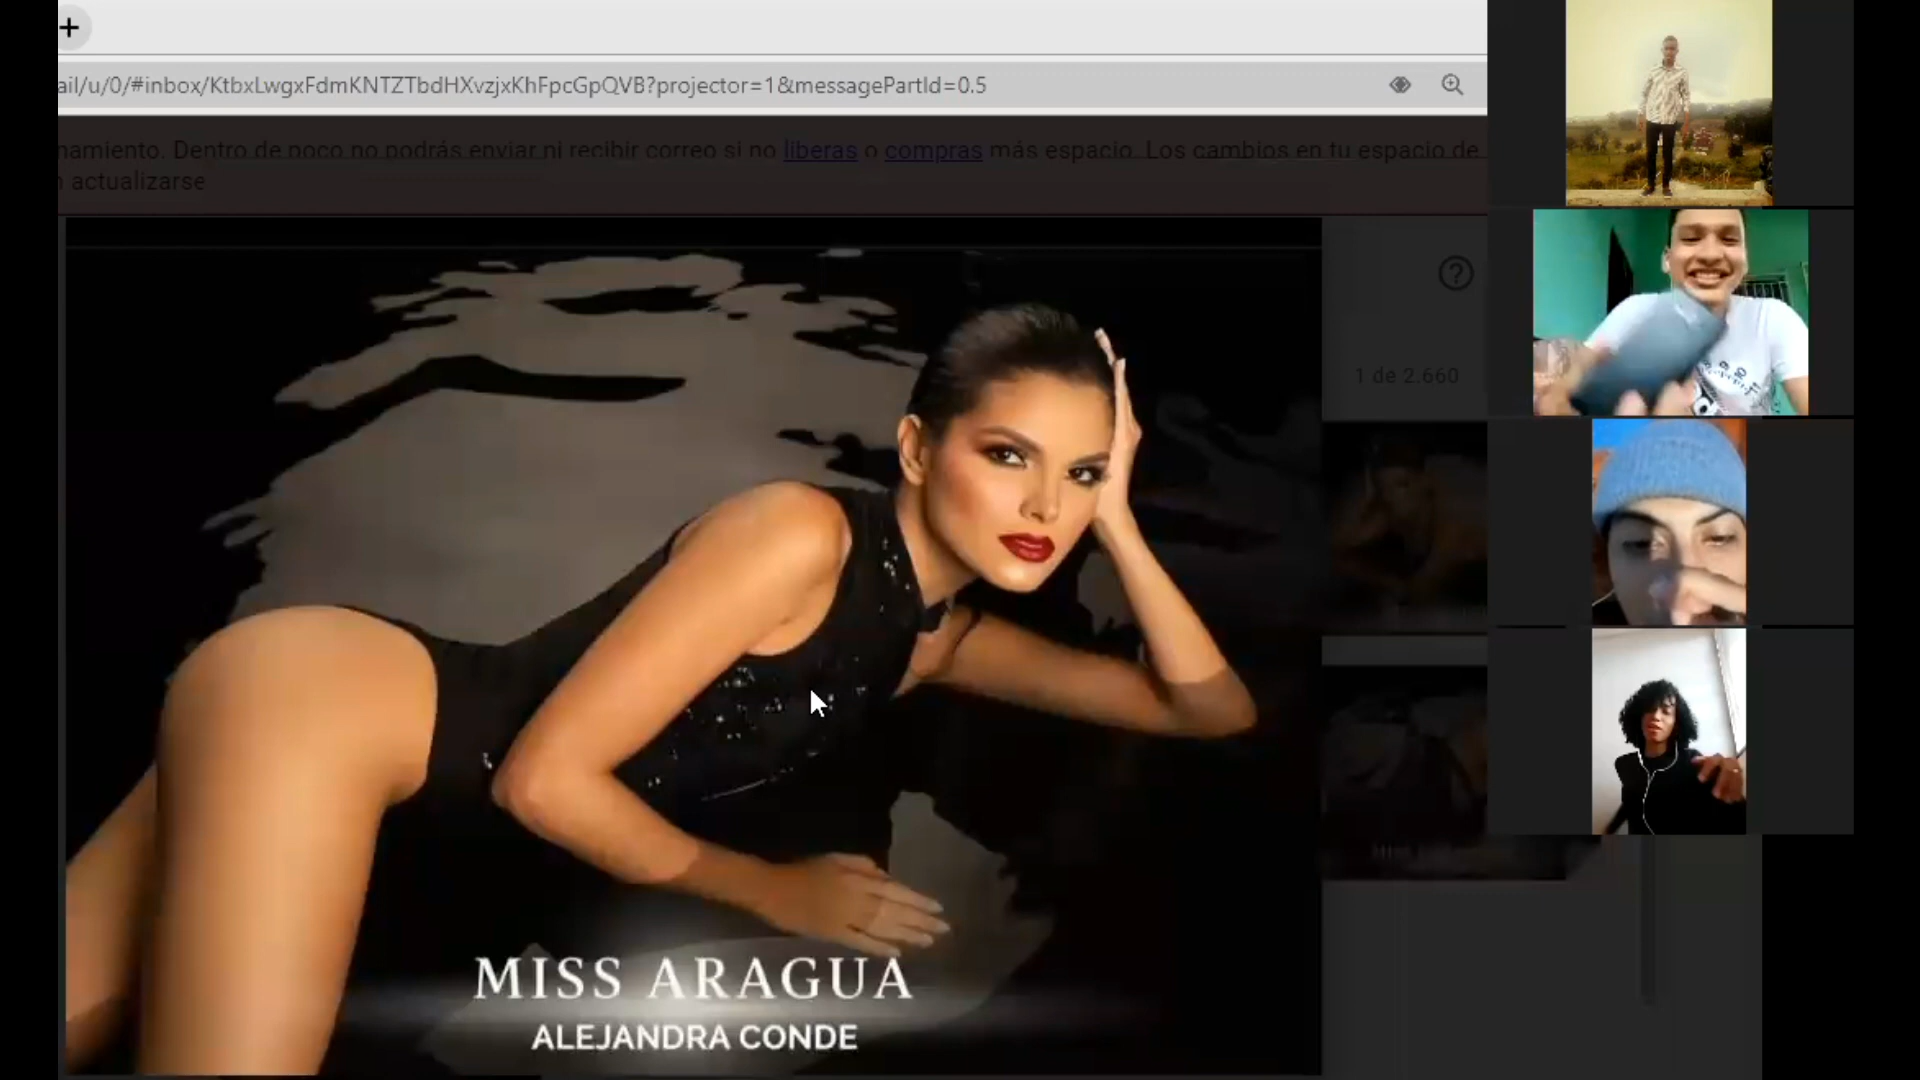 ail/u/0/#inbox/KtbxLwgxFdmKNTZTbdHXvzjxKhFpcGpQVB?projector=1&messagePartId=0.5
namiento. Dentro de poco no podrás enviar ni recibir correo si no liberas o compras más espacio. Los cambios en tu espacio de
actualizarse
1 de 2.660
MISS ARAGUA
ALEJANDRA CONDE